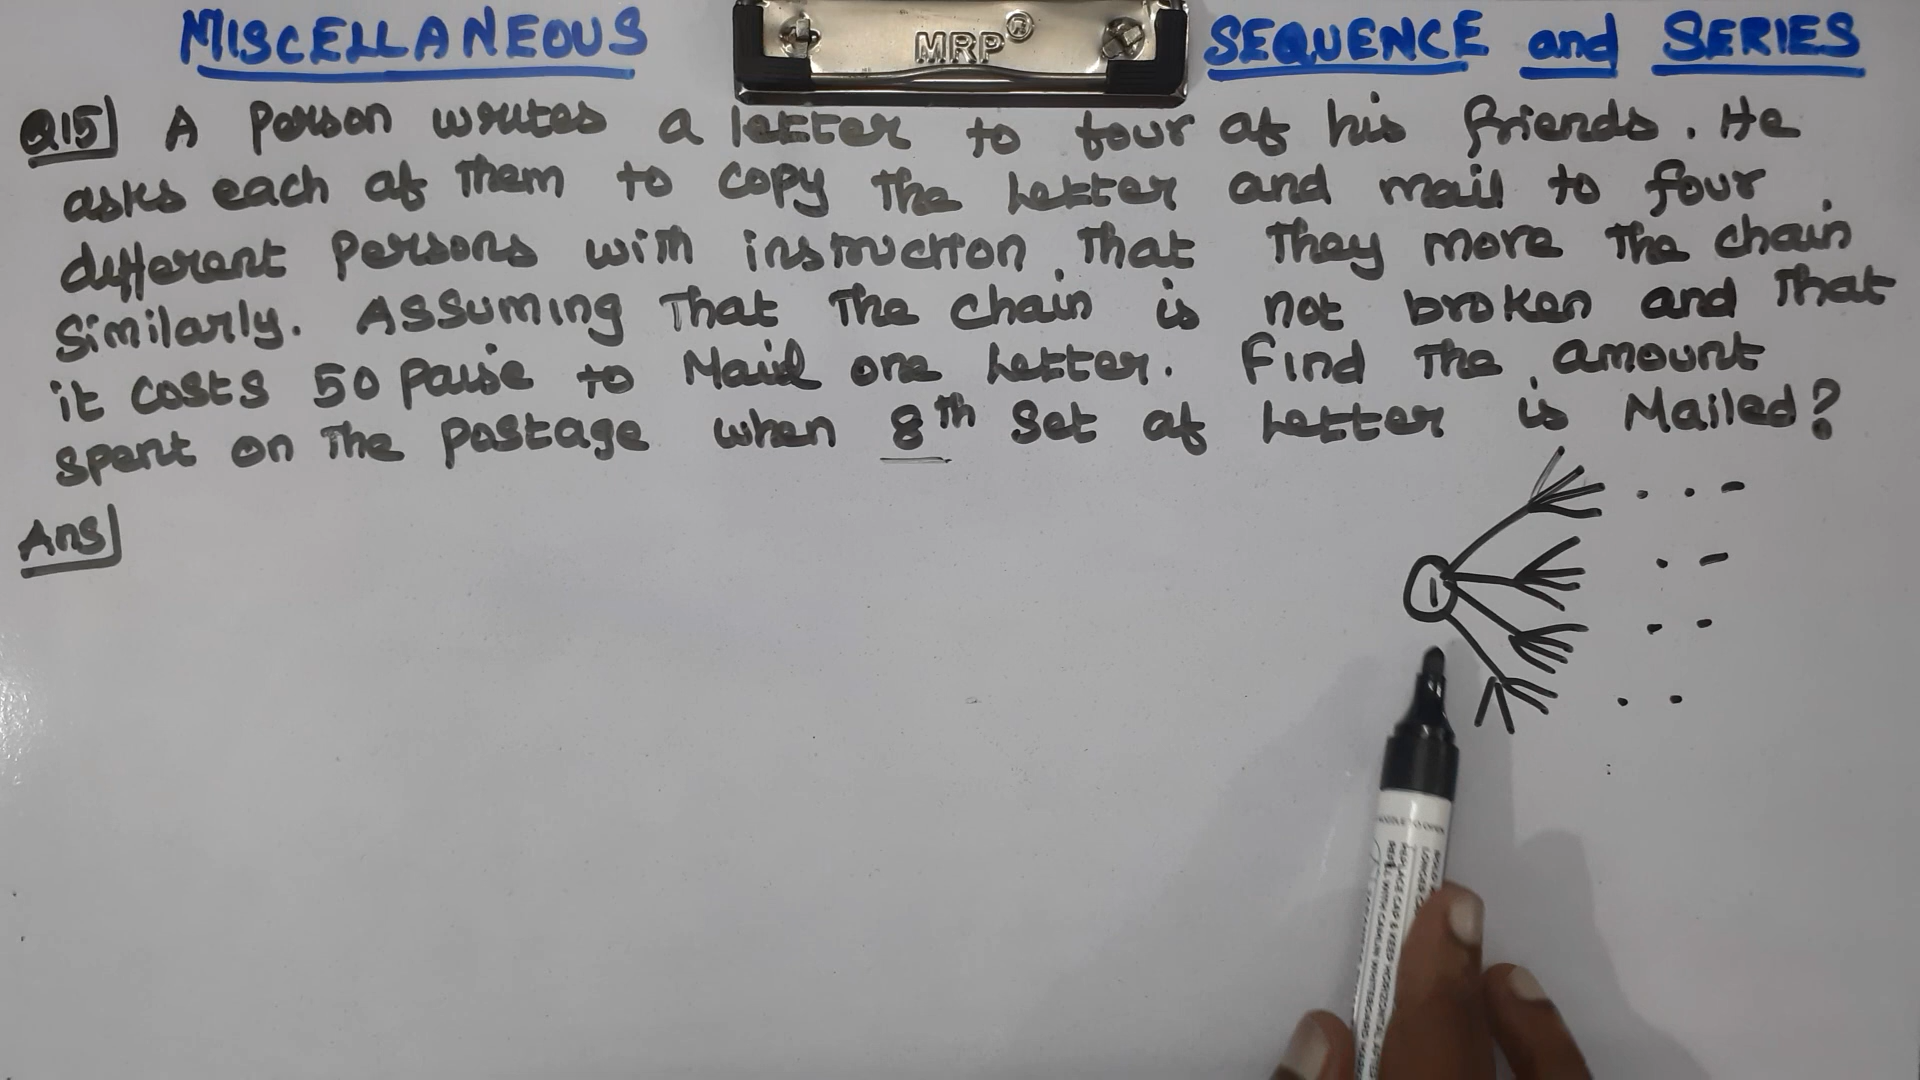 MISCELLANEOUS
MRP®
SEQUENCE and SERIES
Q15] A Person writes a letter to four of his friends. He
asks each of them to copy the letter and mail to four
different Persons with instruction that they more the chain
Similarly. Assuming that the chain is not broken and that
it costs 50 paise to Mail one letter. Find the amount
spent on the postage when 8th Set of letter is Mailed?
Ans]
1